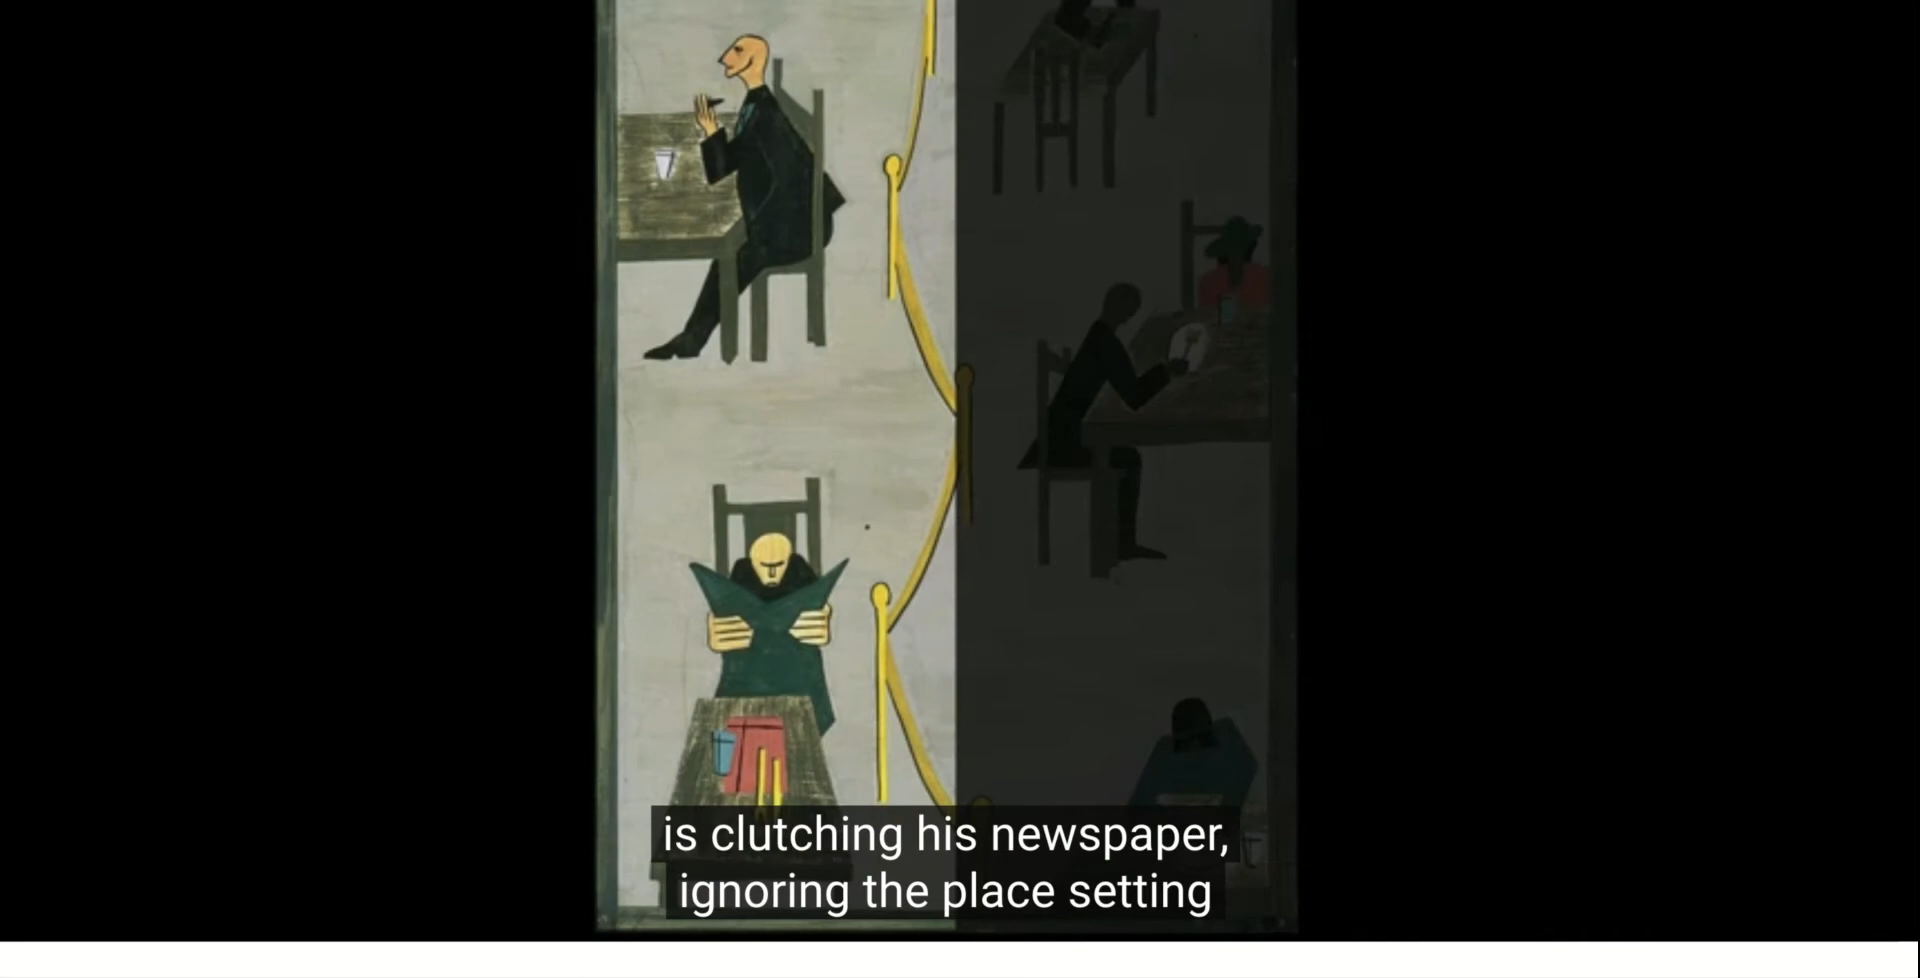 is clutching his newspaper,
ignoring the place setting